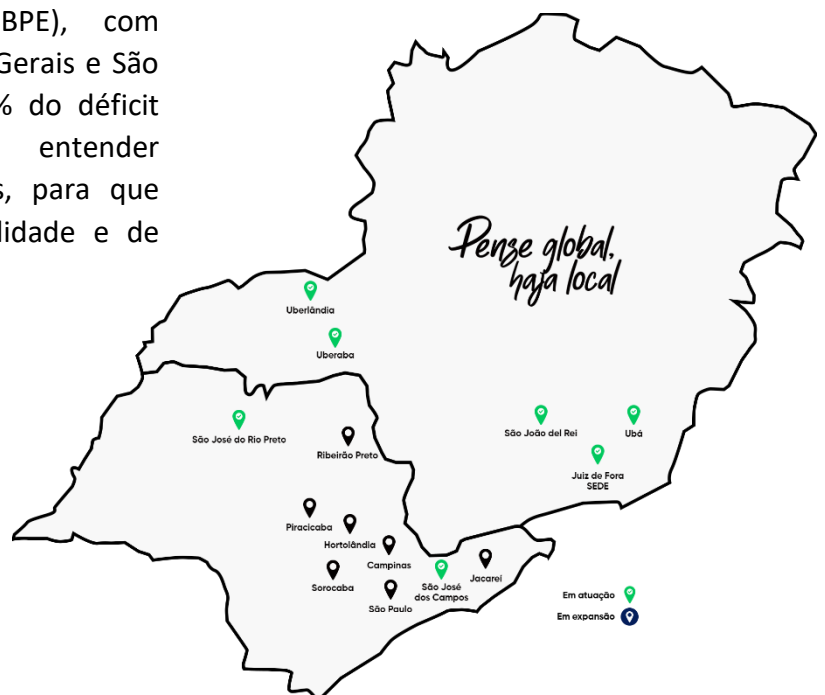 BPE), com
Gerais e São
% do déficit
entender
s, para que
lidade e de
Pense global,
haja local
Uberlândia
Uberaba
São José do Rio Preto
Ribeirão Preto
São João del Rei
Ubá
Juiz de Fora
SEDE
Piracicaba
Hortolândia
Campinas
Sorocaba
São Paulo
São José
dos Campos
Jacareí
Em atuação
Em expansão